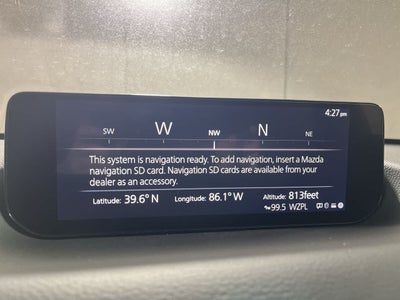 4:27pm
SW W NW N NE
This system is navigation ready. To add navigation, insert a Mazda
navigation SD card. Navigation SD cards are available from your
dealer as an accessory.
Latitude: 39.6° N Longitude: 86.1° W Altitude: 813feet
99.5 WZPL